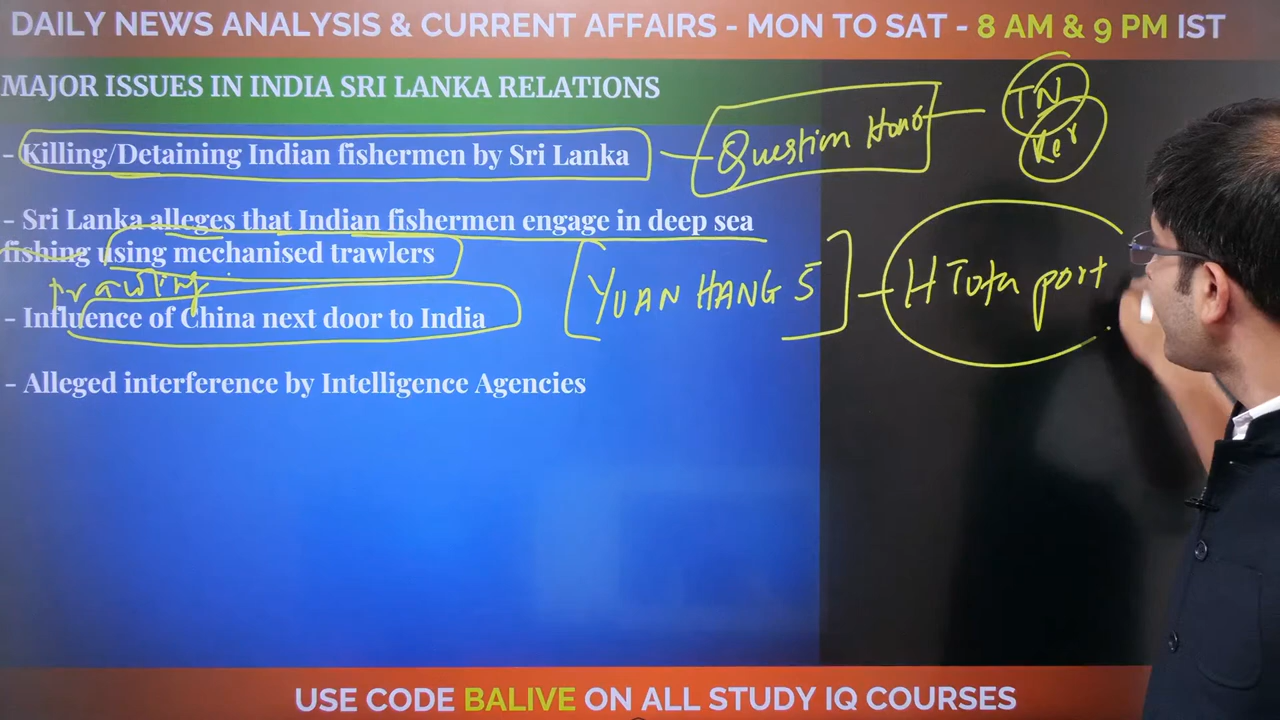 DAILY NEWS ANALYSIS & CURRENT AFFAIRS - MON TO SAT - 8 AM & 9 PM IST
MAJOR ISSUES IN INDIA SRI LANKA RELATIONS
- Killing/Detaining Indian fishermen by Sri Lanka
Question Hour
TN
Ker
- Sri Lanka alleges that Indian fishermen engage in deep sea
fishing using mechanised trawlers
YUAN HANG 5
H Tota port
- Influence of China next door to India
- Alleged interference by Intelligence Agencies
USE CODE BALIVE ON ALL STUDY IQ COURSES